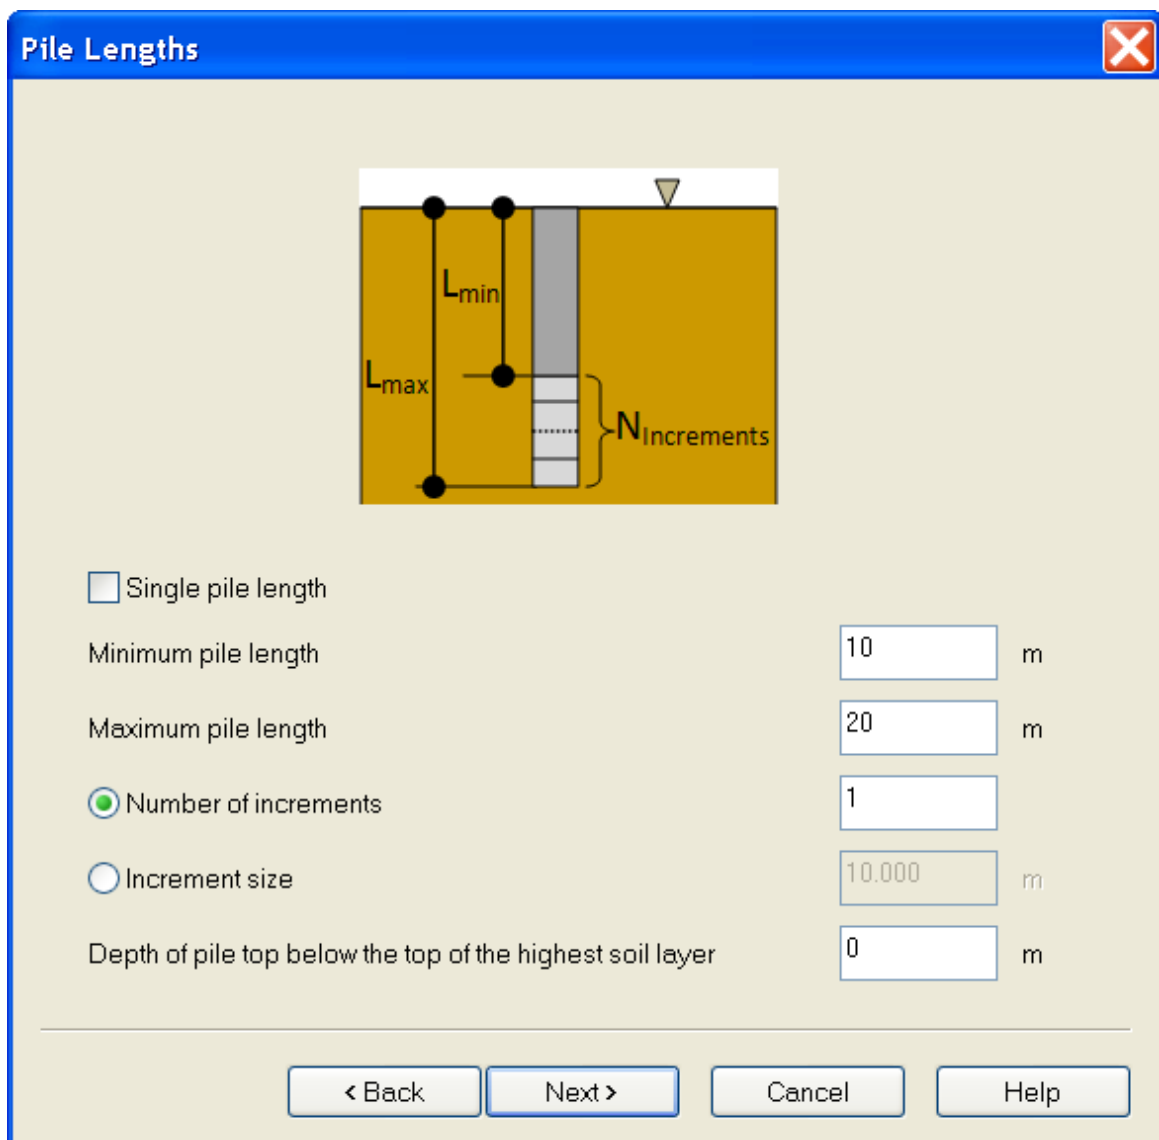 Pile Lengths
Lmin
Lmax
NIncrements
Single pile length
Minimum pile length 10 m
Maximum pile length 20 m
Number of increments 1
Increment size 10.000 m
Depth of pile top below the top of the highest soil layer 0 m
< Back Next > Cancel Help